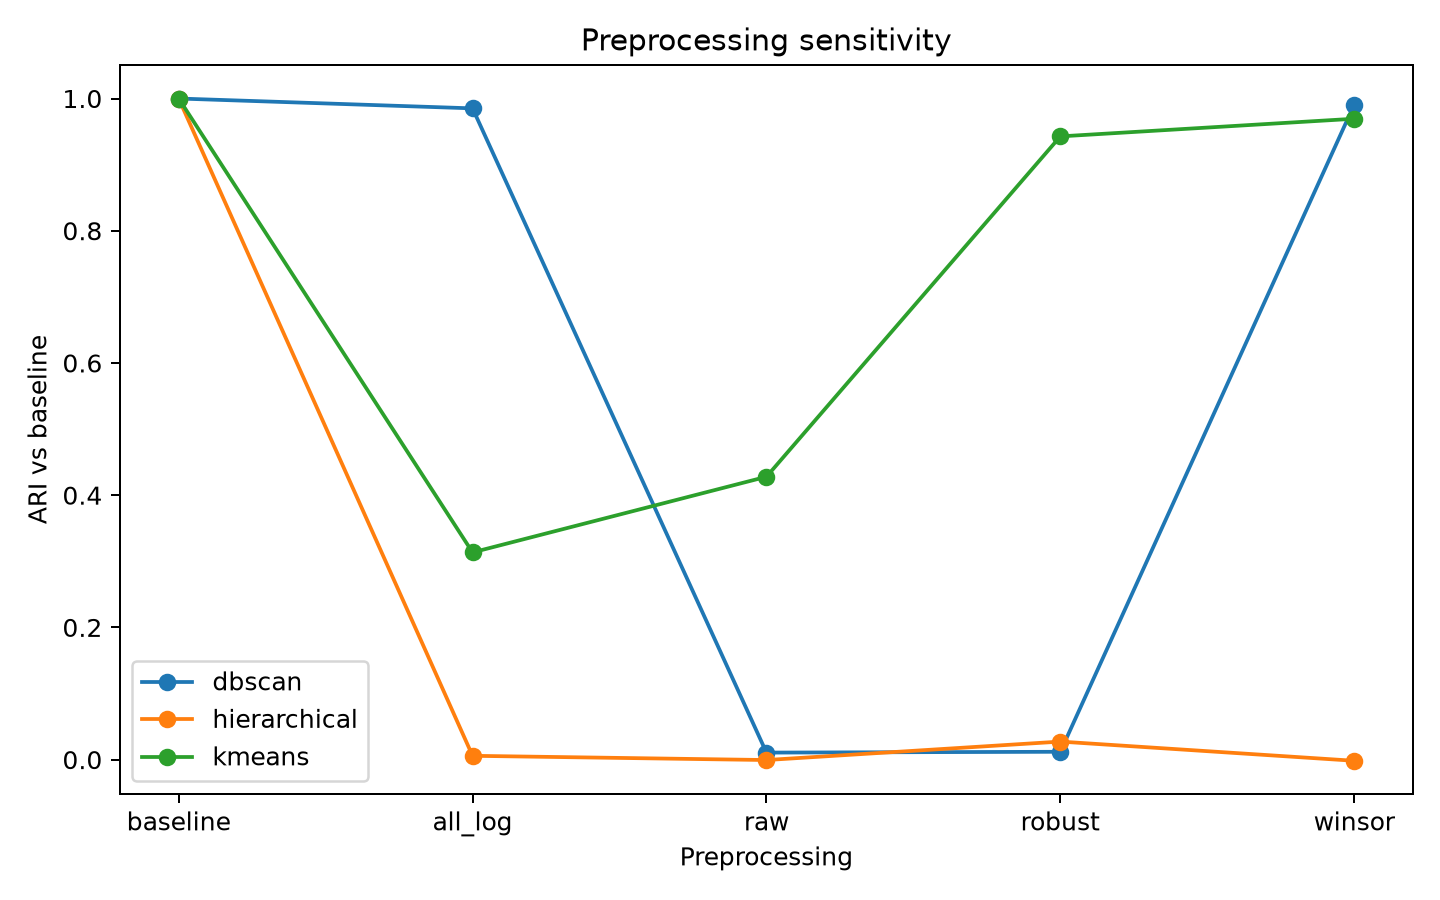 Preprocessing sensitivity
ARI vs baseline
1.0
0.8
0.6
0.4
0.2
0.0
dbscan
hierarchical
kmeans
baseline all_log raw robust winsor
Preprocessing